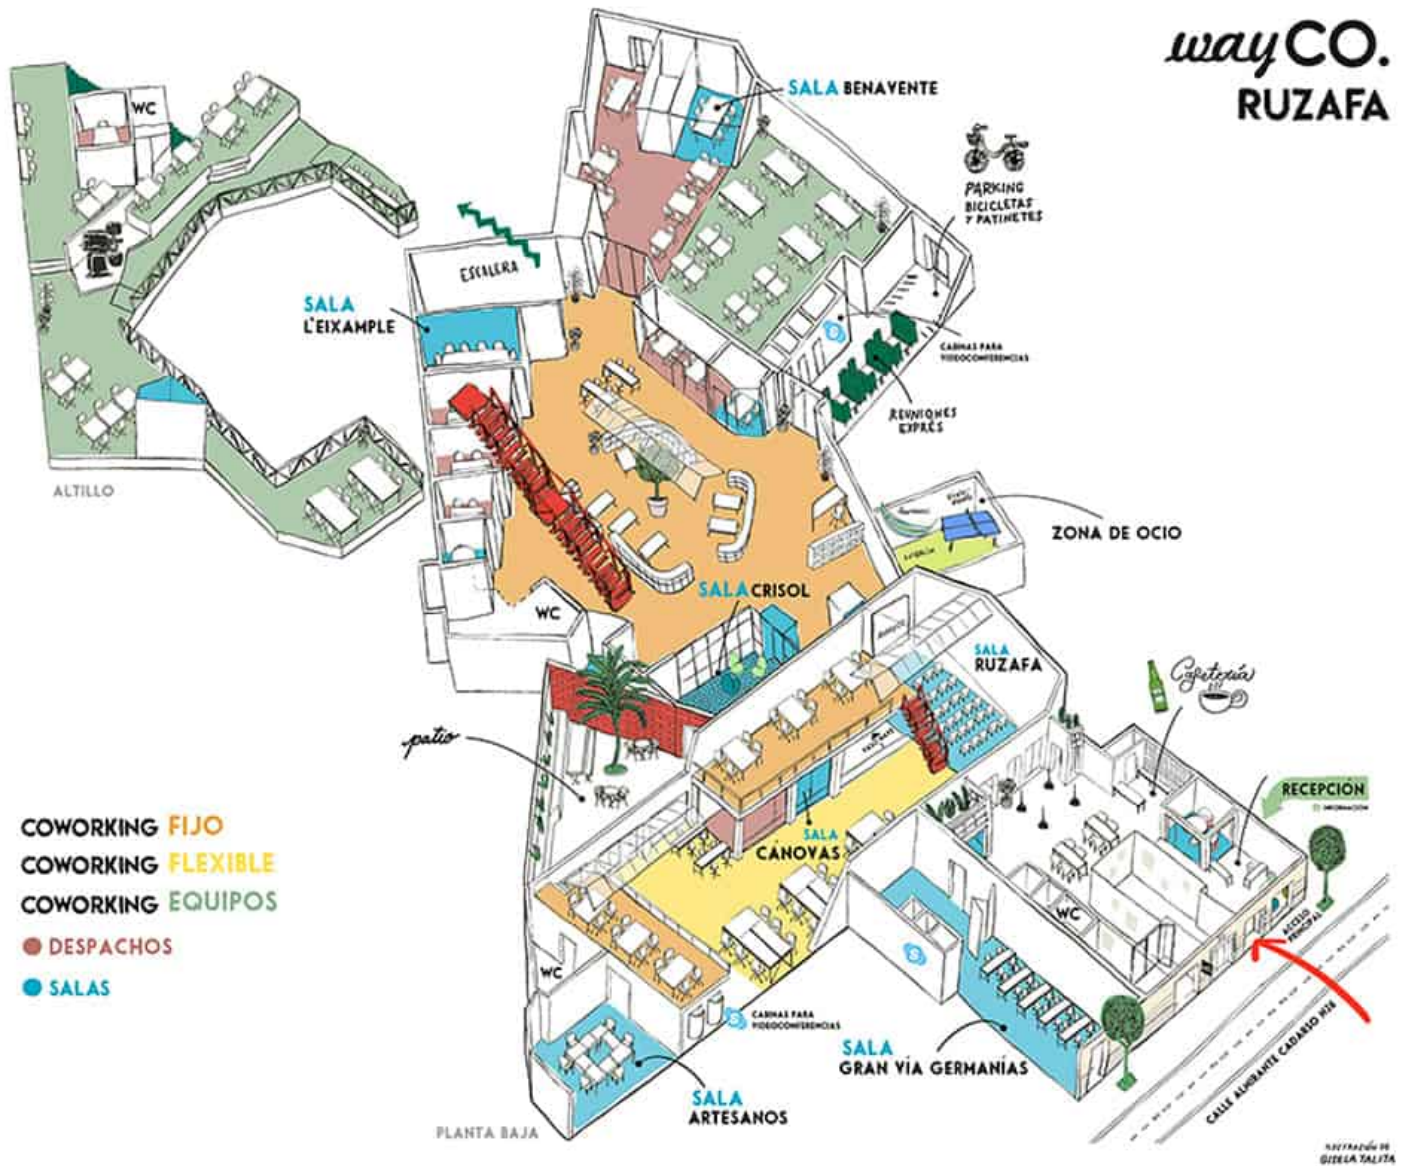 wayCO.
RUZAFA
WC
SALA BENAVENTE
PARKING
BICICLETAS
Y PATINETES
ESCALERA
SALA
L'EIXAMPLE
CABINAS PARA
VIDEOCONFERENCIAS
REUNIONES
EXPRÉS
ALTILLO
ZONA DE OCIO
SALA CRISOL
WC
SALA
RUZAFA
Cafetería
patio
RECEPCIÓN
INFORMACIÓN
SALA
CÁNOVAS
COWORKING FIJO
COWORKING FLEXIBLE
COWORKING EQUIPOS
DESPACHOS
SALAS
WC
ACCESO
PRINCIPAL
WC
CABINAS PARA
VIDEOCONFERENCIAS
SALA
GRAN VÍA GERMANÍAS
CALLE ALMIRANTE CADARSO Nº26
SALA
ARTESANOS
PLANTA BAJA
ILUSTRACIÓN DE
GISELA TALITA